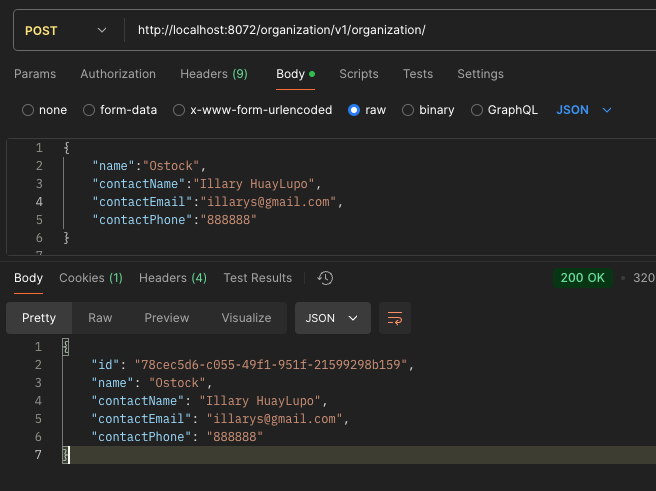 POST http://localhost:8072/organization/v1/organization/
Params Authorization Headers (9) Body Scripts Tests Settings
none form-data x-www-form-urlencoded raw binary GraphQL JSON
1 {
2 "name":"Ostock",
3 "contactName":"Illary HuayLupo",
4 "contactEmail":"illarys@gmail.com",
5 "contactPhone":"888888"
6 }
7
Body Cookies (1) Headers (4) Test Results 200 OK 320
Pretty Raw Preview Visualize JSON
1 {
2 "id": "78cec5d6-c055-49f1-951f-21599298b159",
3 "name": "Ostock",
4 "contactName": "Illary HuayLupo",
5 "contactEmail": "illarys@gmail.com",
6 "contactPhone": "888888"
7 }